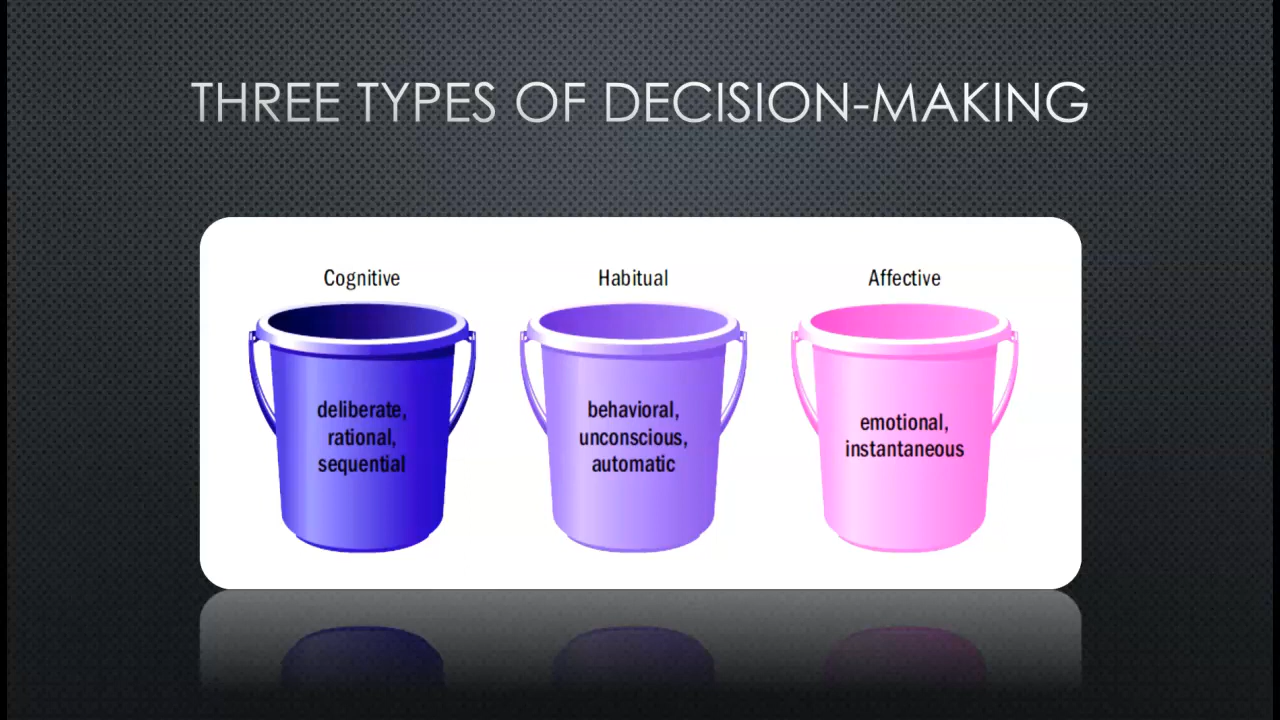 THREE TYPES OF DECISION-MAKING
Cognitive
Habitual
Affective
deliberate,
rational,
sequential
behavioral,
unconscious,
automatic
emotional,
instantaneous